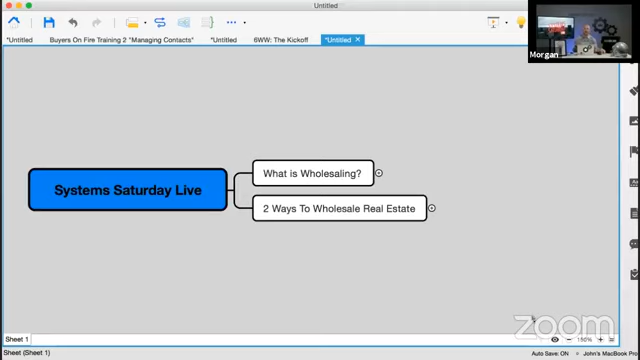 Untitled
*Untitled
Buyers On Fire Training 2 "Managing Contacts"
*Untitled
6WW: The Kickoff
*Untitled
Morgan
Systems Saturday Live
What is Wholesaling?
2 Ways To Wholesale Real Estate
zoom
Sheet 1
150%
Sheet (Sheet 1)
Auto Save: ON
John's MacBook Pro